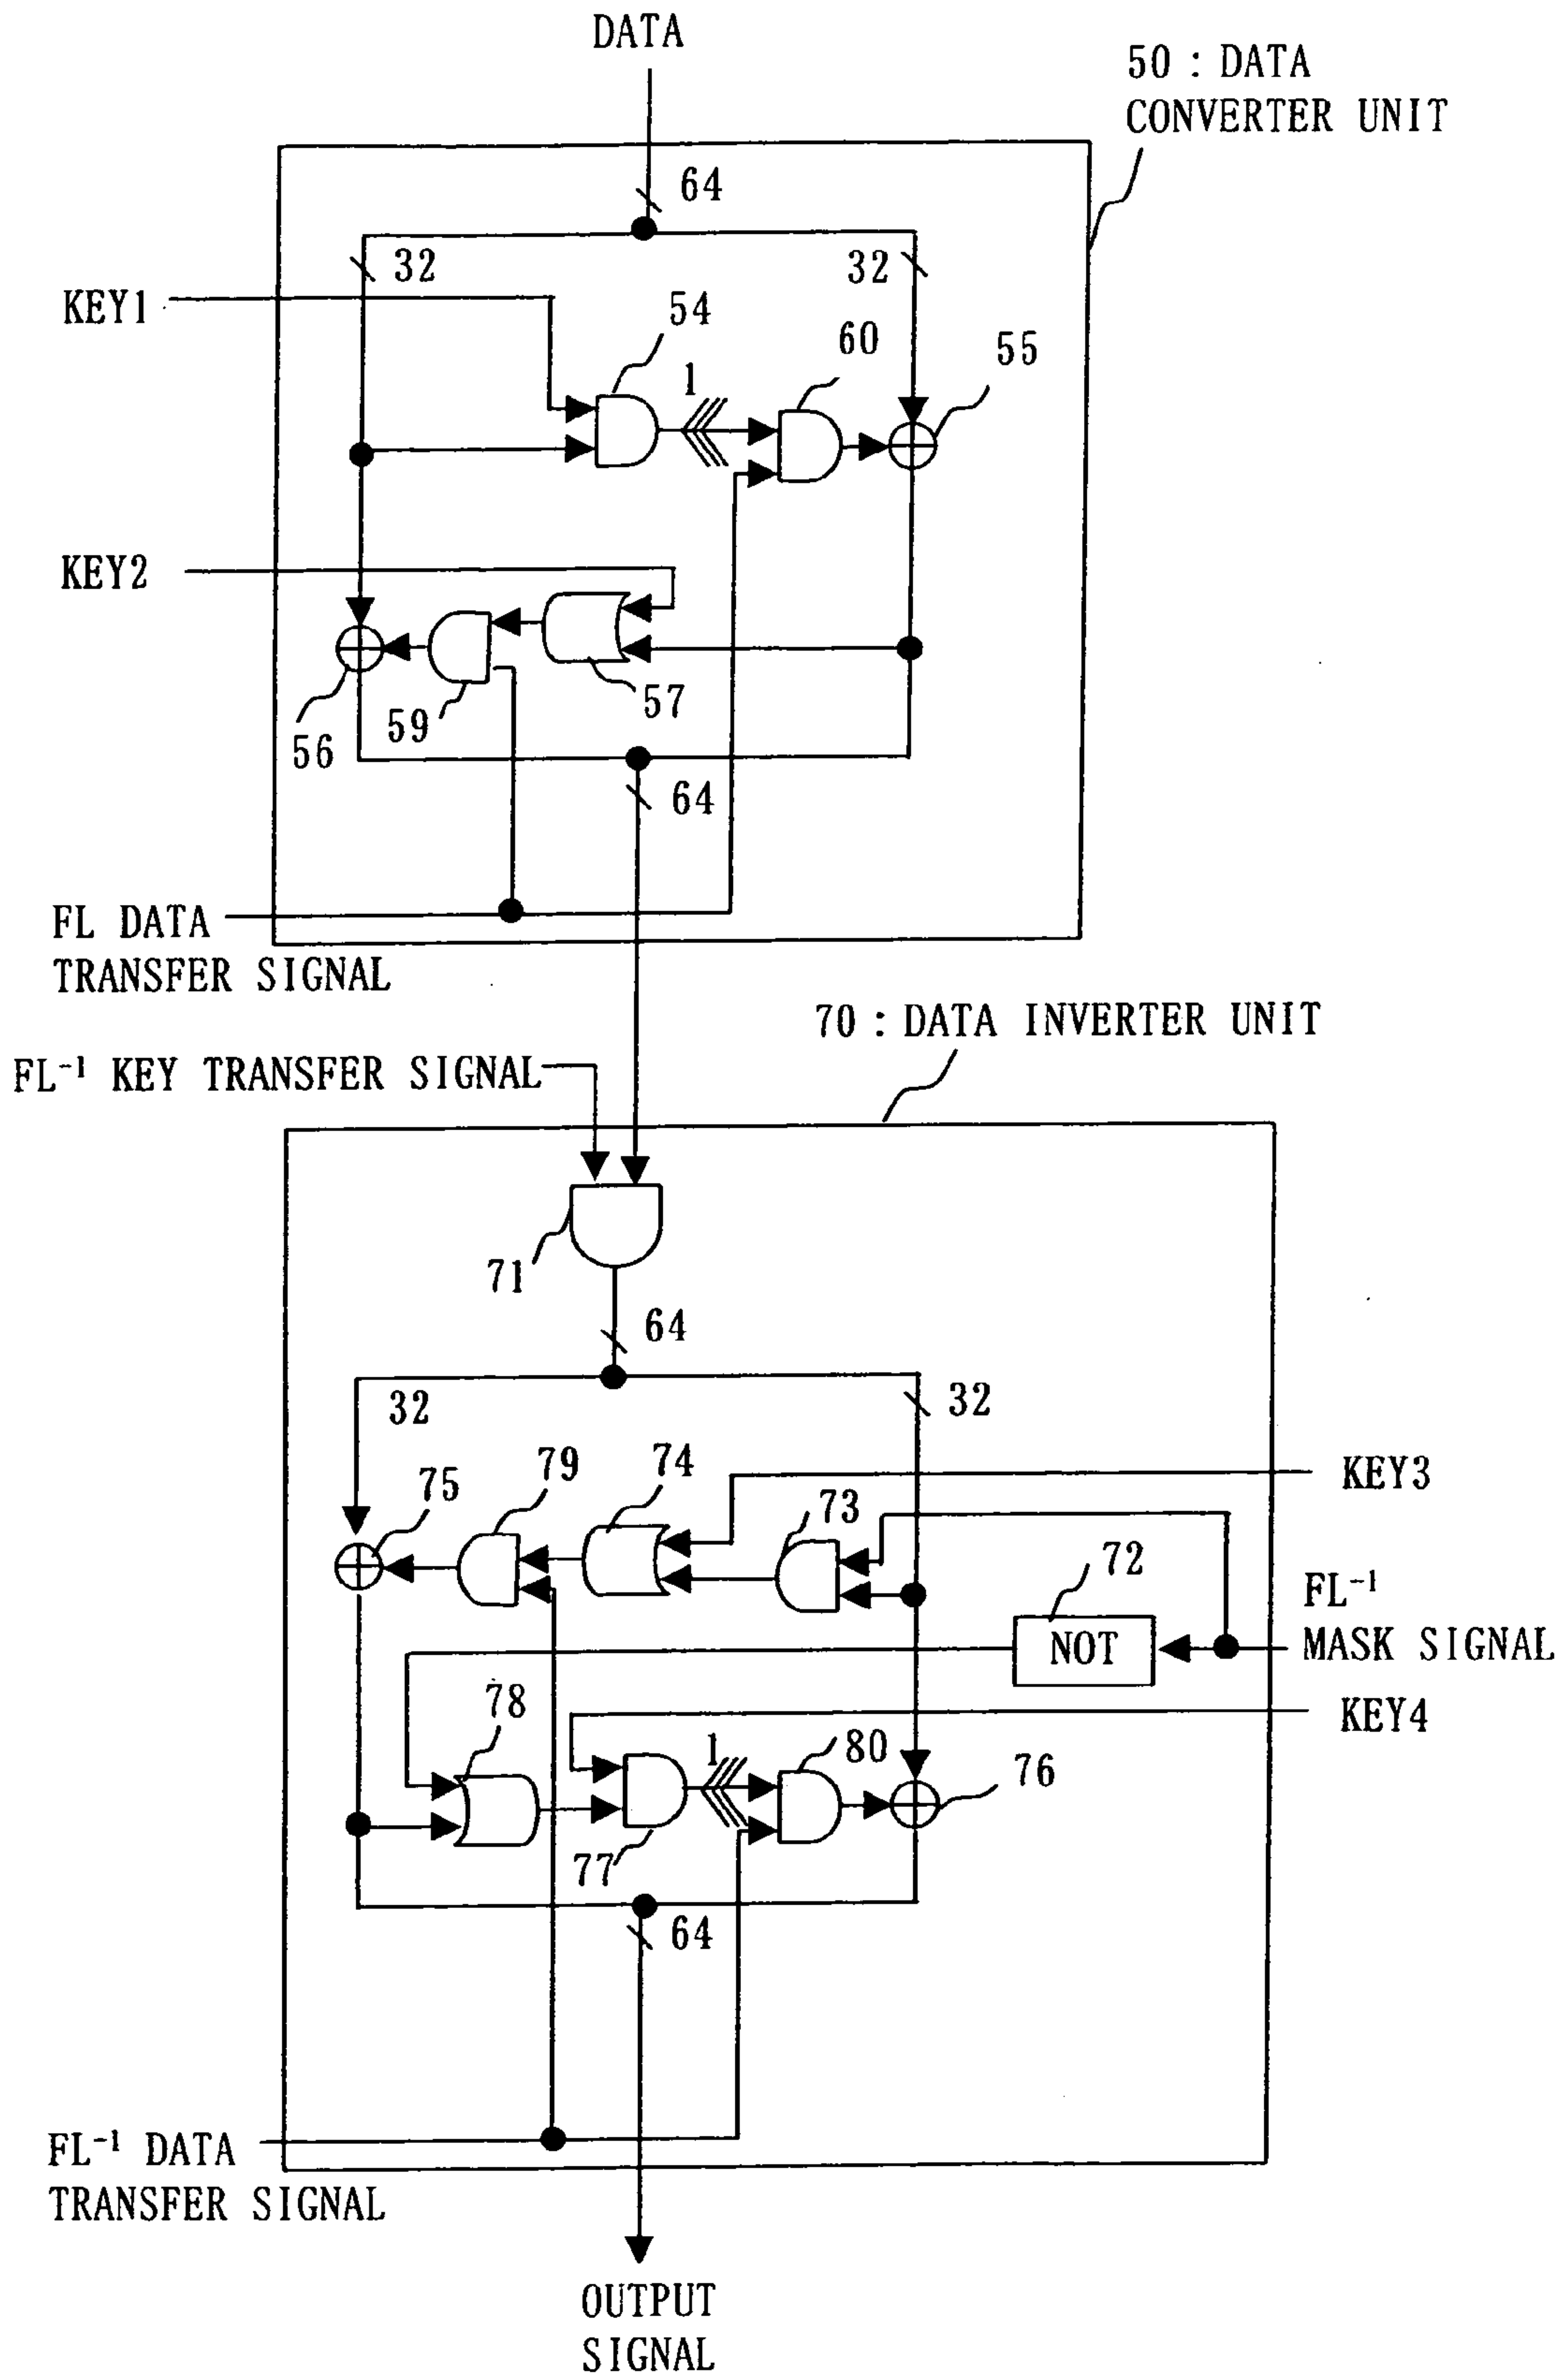 DATA
50 : DATA
CONVERTER UNIT
64
32
32
KEY1
54
60
55
1
KEY2
57
59
56
64
FL DATA
TRANSFER SIGNAL
70 : DATA INVERTER UNIT
FL⁻¹ KEY TRANSFER SIGNAL
71
64
32
32
KEY3
75
79
74
73
72
FL⁻¹
MASK SIGNAL
NOT
78
KEY4
1
80
76
77
64
FL⁻¹ DATA
TRANSFER SIGNAL
OUTPUT
SIGNAL